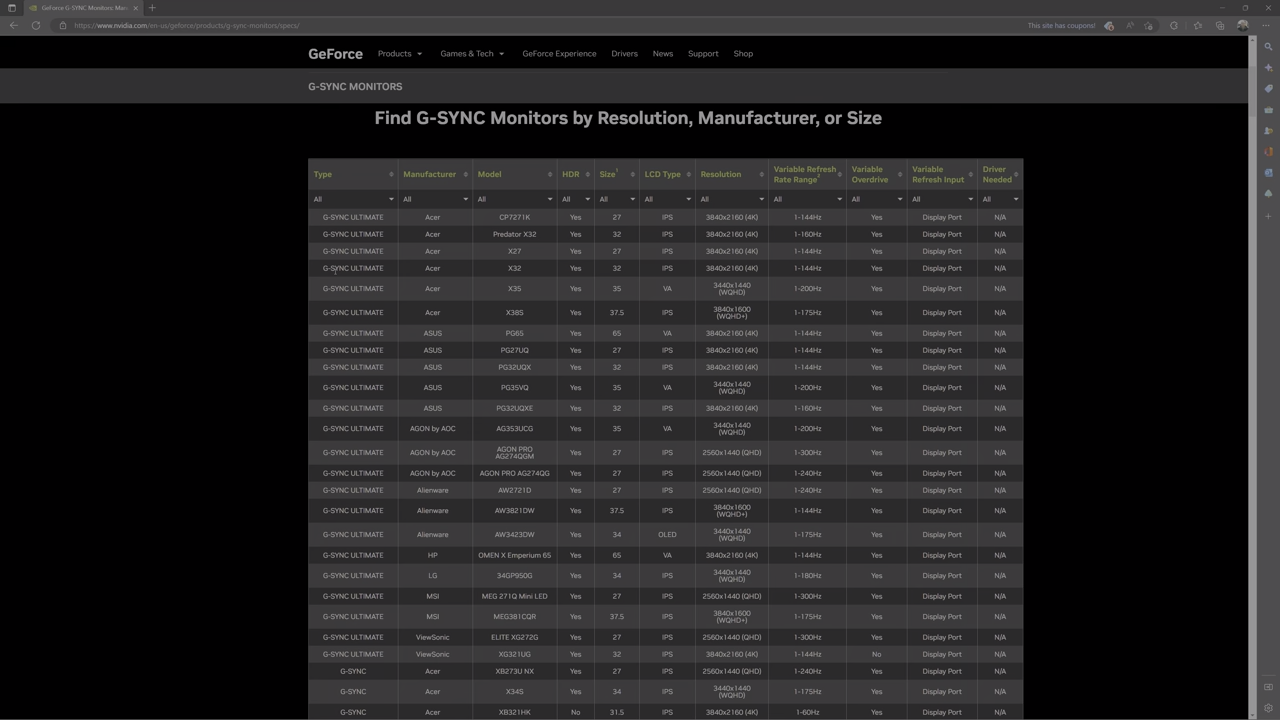 GeForce G-SYNC Monitors: Mar
https://www.nvidia.com/en-us/geforce/products/g-sync-monitors/specs/
This site has coupons!
GeForce Products Games & Tech GeForce Experience Drivers News Support Shop
G-SYNC MONITORS
Find G-SYNC Monitors by Resolution, Manufacturer, or Size
Type Manufacturer Model HDR Size1 LCD Type Resolution Variable Refresh Rate Range2 Variable Overdrive Variable Refresh Input Driver Needed
All All All All All All All All All All All
G-SYNC ULTIMATE Acer CP7271K Yes 27 IPS 3840x2160 (4K) 1-144Hz Yes Display Port N/A
G-SYNC ULTIMATE Acer Predator X32 Yes 32 IPS 3840x2160 (4K) 1-160Hz Yes Display Port N/A
G-SYNC ULTIMATE Acer X27 Yes 27 IPS 3840x2160 (4K) 1-144Hz Yes Display Port N/A
G-SYNC ULTIMATE Acer X32 Yes 32 IPS 3840x2160 (4K) 1-144Hz Yes Display Port N/A
G-SYNC ULTIMATE Acer X35 Yes 35 VA 3440x1440 (WQHD) 1-200Hz Yes Display Port N/A
G-SYNC ULTIMATE Acer X38S Yes 37.5 IPS 3840x1600 (WQHD+) 1-175Hz Yes Display Port N/A
G-SYNC ULTIMATE ASUS PG65 Yes 65 VA 3840x2160 (4K) 1-144Hz Yes Display Port N/A
G-SYNC ULTIMATE ASUS PG27UQ Yes 27 IPS 3840x2160 (4K) 1-144Hz Yes Display Port N/A
G-SYNC ULTIMATE ASUS PG32UQX Yes 32 IPS 3840x2160 (4K) 1-144Hz Yes Display Port N/A
G-SYNC ULTIMATE ASUS PG35VQ Yes 35 VA 3440x1440 (WQHD) 1-200Hz Yes Display Port N/A
G-SYNC ULTIMATE ASUS PG32UQXE Yes 32 IPS 3840x2160 (4K) 1-160Hz Yes Display Port N/A
G-SYNC ULTIMATE AGON by AOC AG353UCG Yes 35 VA 3440x1440 (WQHD) 1-200Hz Yes Display Port N/A
G-SYNC ULTIMATE AGON by AOC AGON PRO AG274QGM Yes 27 IPS 2560x1440 (QHD) 1-300Hz Yes Display Port N/A
G-SYNC ULTIMATE AGON by AOC AGON PRO AG274QG Yes 27 IPS 2560x1440 (QHD) 1-240Hz Yes Display Port N/A
G-SYNC ULTIMATE Alienware AW2721D Yes 27 IPS 2560x1440 (QHD) 1-240Hz Yes Display Port N/A
G-SYNC ULTIMATE Alienware AW3821DW Yes 37.5 IPS 3840x1600 (WQHD+) 1-144Hz Yes Display Port N/A
G-SYNC ULTIMATE Alienware AW3423DW Yes 34 OLED 3440x1440 (WQHD) 1-175Hz Yes Display Port N/A
G-SYNC ULTIMATE HP OMEN X Emperium 65 Yes 65 VA 3840x2160 (4K) 1-144Hz Yes Display Port N/A
G-SYNC ULTIMATE LG 34GP950G Yes 34 IPS 3440x1440 (WQHD) 1-180Hz Yes Display Port N/A
G-SYNC ULTIMATE MSI MEG 271Q Mini LED Yes 27 IPS 2560x1440 (QHD) 1-300Hz Yes Display Port N/A
G-SYNC ULTIMATE MSI MEG381CQR Yes 37.5 IPS 3840x1600 (WQHD+) 1-175Hz Yes Display Port N/A
G-SYNC ULTIMATE ViewSonic ELITE XG272G Yes 27 IPS 2560x1440 (QHD) 1-300Hz Yes Display Port N/A
G-SYNC ULTIMATE ViewSonic XG321UG Yes 32 IPS 3840x2160 (4K) 1-144Hz No Display Port N/A
G-SYNC Acer XB273U NX Yes 27 IPS 2560x1440 (QHD) 1-240Hz Yes Display Port N/A
G-SYNC Acer X34S Yes 34 IPS 3440x1440 (WQHD) 1-175Hz Yes Display Port N/A
G-SYNC Acer XB321HK No 31.5 IPS 3840x2160 (4K) 1-60Hz Yes Display Port N/A